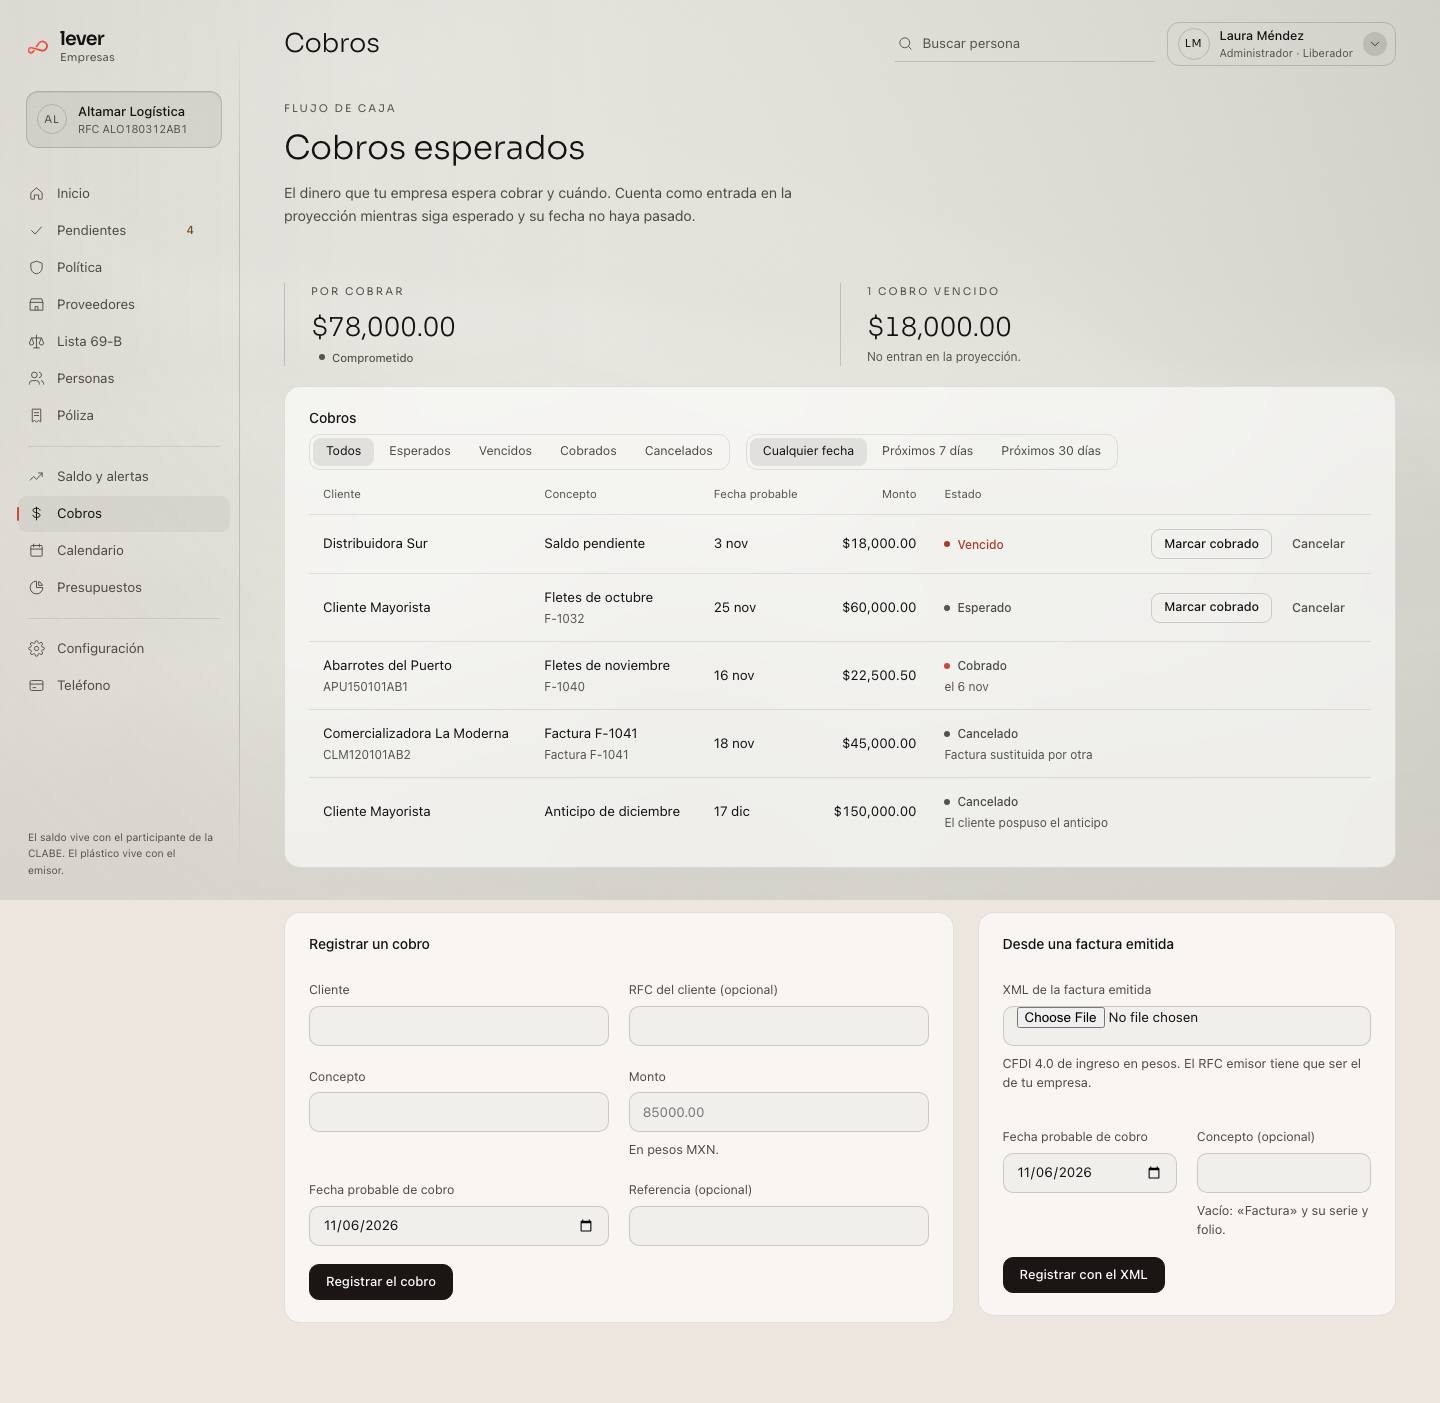 lever
Empresas
AL
Altamar Logística
RFC ALO180312AB1
Inicio
Pendientes 4
Política
Proveedores
Lista 69-B
Personas
Póliza
Saldo y alertas
Cobros
Calendario
Presupuestos
Configuración
Teléfono
El saldo vive con el participante de la
CLABE. El plástico vive con el
emisor.
Cobros
Buscar persona
LM
Laura Méndez
Administrador · Liberador
FLUJO DE CAJA
Cobros esperados
El dinero que tu empresa espera cobrar y cuándo. Cuenta como entrada en la
proyección mientras siga esperado y su fecha no haya pasado.
POR COBRAR
$78,000.00
Comprometido
1 COBRO VENCIDO
$18,000.00
No entran en la proyección.
Cobros
Todos Esperados Vencidos Cobrados Cancelados Cualquier fecha Próximos 7 días Próximos 30 días
Cliente Concepto Fecha probable Monto Estado
Distribuidora Sur Saldo pendiente 3 nov $18,000.00 Vencido Marcar cobrado Cancelar
Cliente Mayorista Fletes de octubre 25 nov $60,000.00 Esperado Marcar cobrado Cancelar
F-1032
Abarrotes del Puerto Fletes de noviembre 16 nov $22,500.50 Cobrado
APU150101AB1 F-1040 el 6 nov
Comercializadora La Moderna Factura F-1041 18 nov $45,000.00 Cancelado
CLM120101AB2 Factura F-1041 Factura sustituida por otra
Cliente Mayorista Anticipo de diciembre 17 dic $150,000.00 Cancelado
El cliente pospuso el anticipo
Registrar un cobro
Cliente RFC del cliente (opcional)
Concepto Monto
85000.00
En pesos MXN.
Fecha probable de cobro Referencia (opcional)
11/06/2026
Registrar el cobro
Desde una factura emitida
XML de la factura emitida
Choose File No file chosen
CFDI 4.0 de ingreso en pesos. El RFC emisor tiene que ser el
de tu empresa.
Fecha probable de cobro Concepto (opcional)
11/06/2026
Vacío: «Factura» y su serie y
folio.
Registrar con el XML